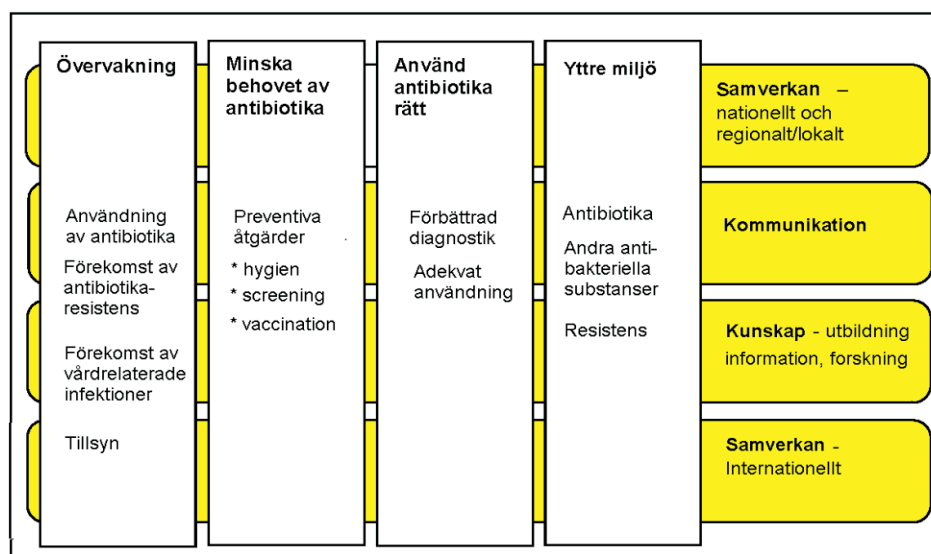 Övervakning
Användning
av antibiotika
Förekomst av
antibiotika-
resistens
Förekomst av
vårdrelaterade
infektioner
Tillsyn
Minska
behovet av
antibiotika
Preventiva
åtgärder
* hygien
* screening
* vaccination
Använd
antibiotika
rätt
Förbättrad
diagnostik
Adekvat
användning
Yttre miljö
Antibiotika
Andra anti-
bakteriella
substanser
Resistens
Samverkan –
nationellt och
regionalt/lokalt
Kommunikation
Kunskap - utbildning
information, forskning
Samverkan -
Internationellt